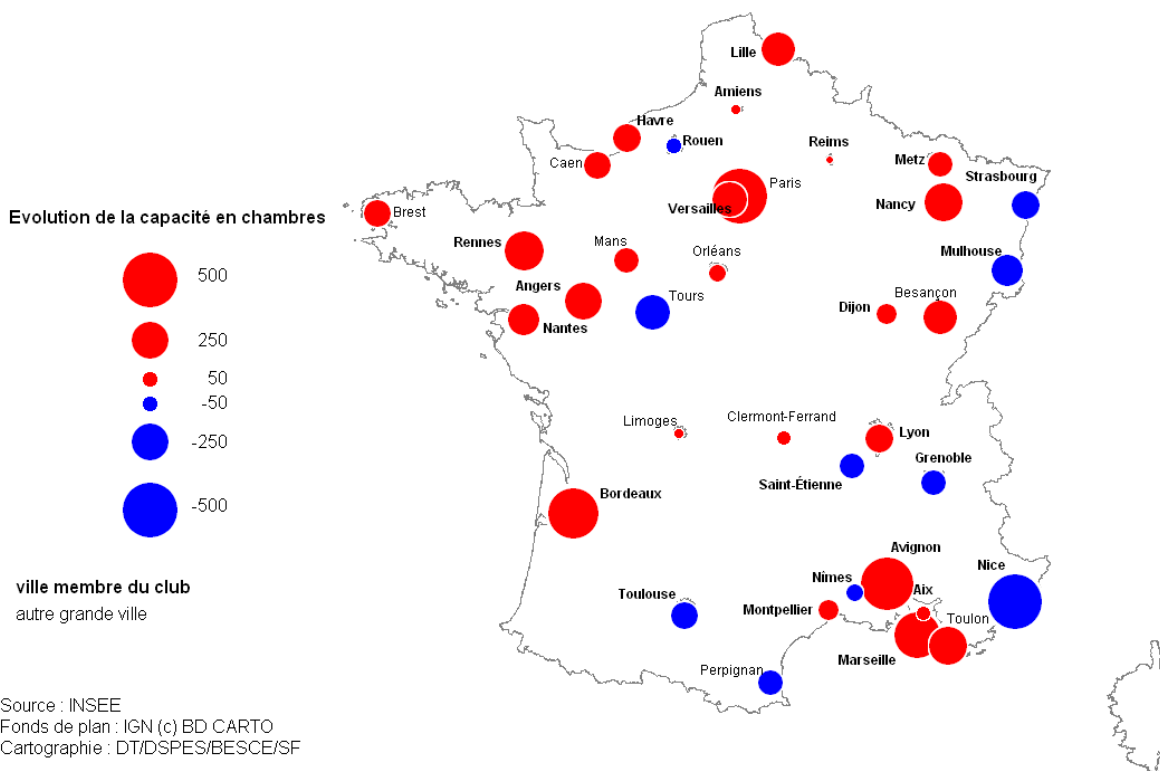 Lille
Amiens
Havre
Rouen
Reims
Caen
Metz
Strasbourg
Paris
Versailles
Nancy
Evolution de la capacité en chambres
Brest
Rennes
Mans
Orléans
Mulhouse
500
Angers
Tours
Besançon
Dijon
Nantes
250
50
-50
Limoges
Clermont-Ferrand
Lyon
-250
Grenoble
Saint-Étienne
Bordeaux
-500
Avignon
Nice
Nîmes
ville membre du club
Aix
Toulouse
Montpellier
autre grande ville
Toulon
Marseille
Perpignan
Source : INSEE
Fonds de plan : IGN (c) BD CARTO
Cartographie : DT/DSPES/BESCE/SF